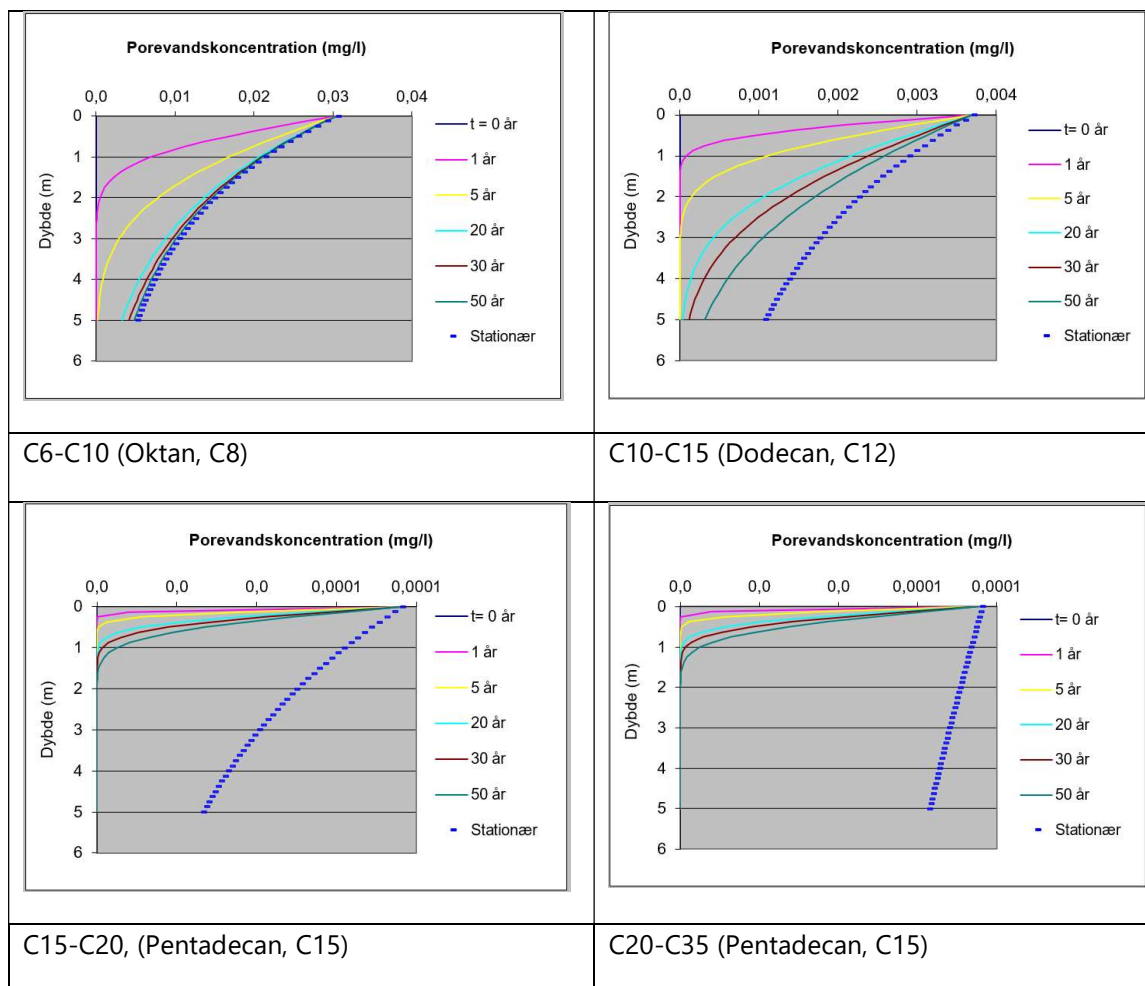 Porevandskoncentration (mg/l)
0,0 0,01 0,02 0,03 0,04
Dybde (m)
0
1
2
3
4
5
6
t = 0 år
1 år
5 år
20 år
30 år
50 år
Stationær
Porevandskoncentration (mg/l)
0,0 0,001 0,002 0,003 0,004
Dybde (m)
0
1
2
3
4
5
6
t= 0 år
1 år
5 år
20 år
30 år
50 år
Stationær
C6-C10 (Oktan, C8)
C10-C15 (Dodecan, C12)
Porevandskoncentration (mg/l)
0,0 0,0 0,0 0,0001 0,0001
Dybde (m)
0
1
2
3
4
5
6
t= 0 år
1 år
5 år
20 år
30 år
50 år
Stationær
Porevandskoncentration (mg/l)
0,0 0,0 0,0 0,0001 0,0001
Dybde (m)
0
1
2
3
4
5
6
t= 0 år
1 år
5 år
20 år
30 år
50 år
Stationær
C15-C20, (Pentadecan, C15)
C20-C35 (Pentadecan, C15)